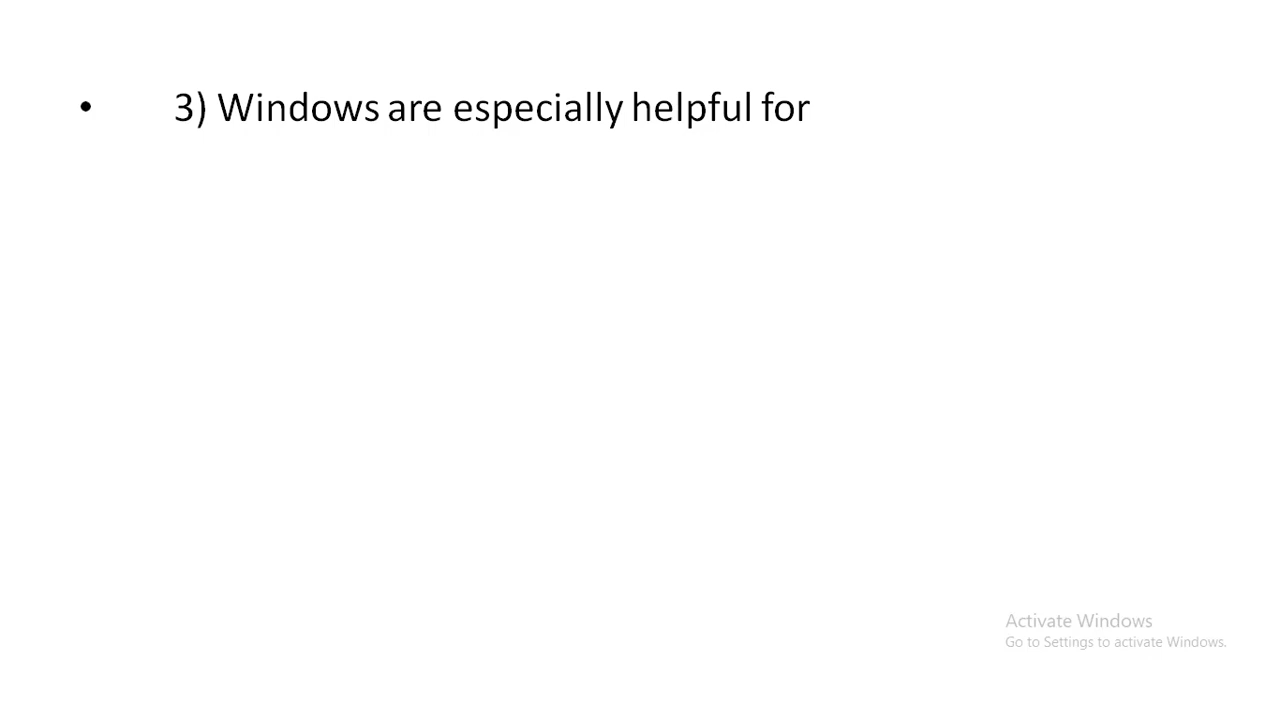 • 3) Windows are especially helpful for
Activate Windows
Go to Settings to activate Windows.